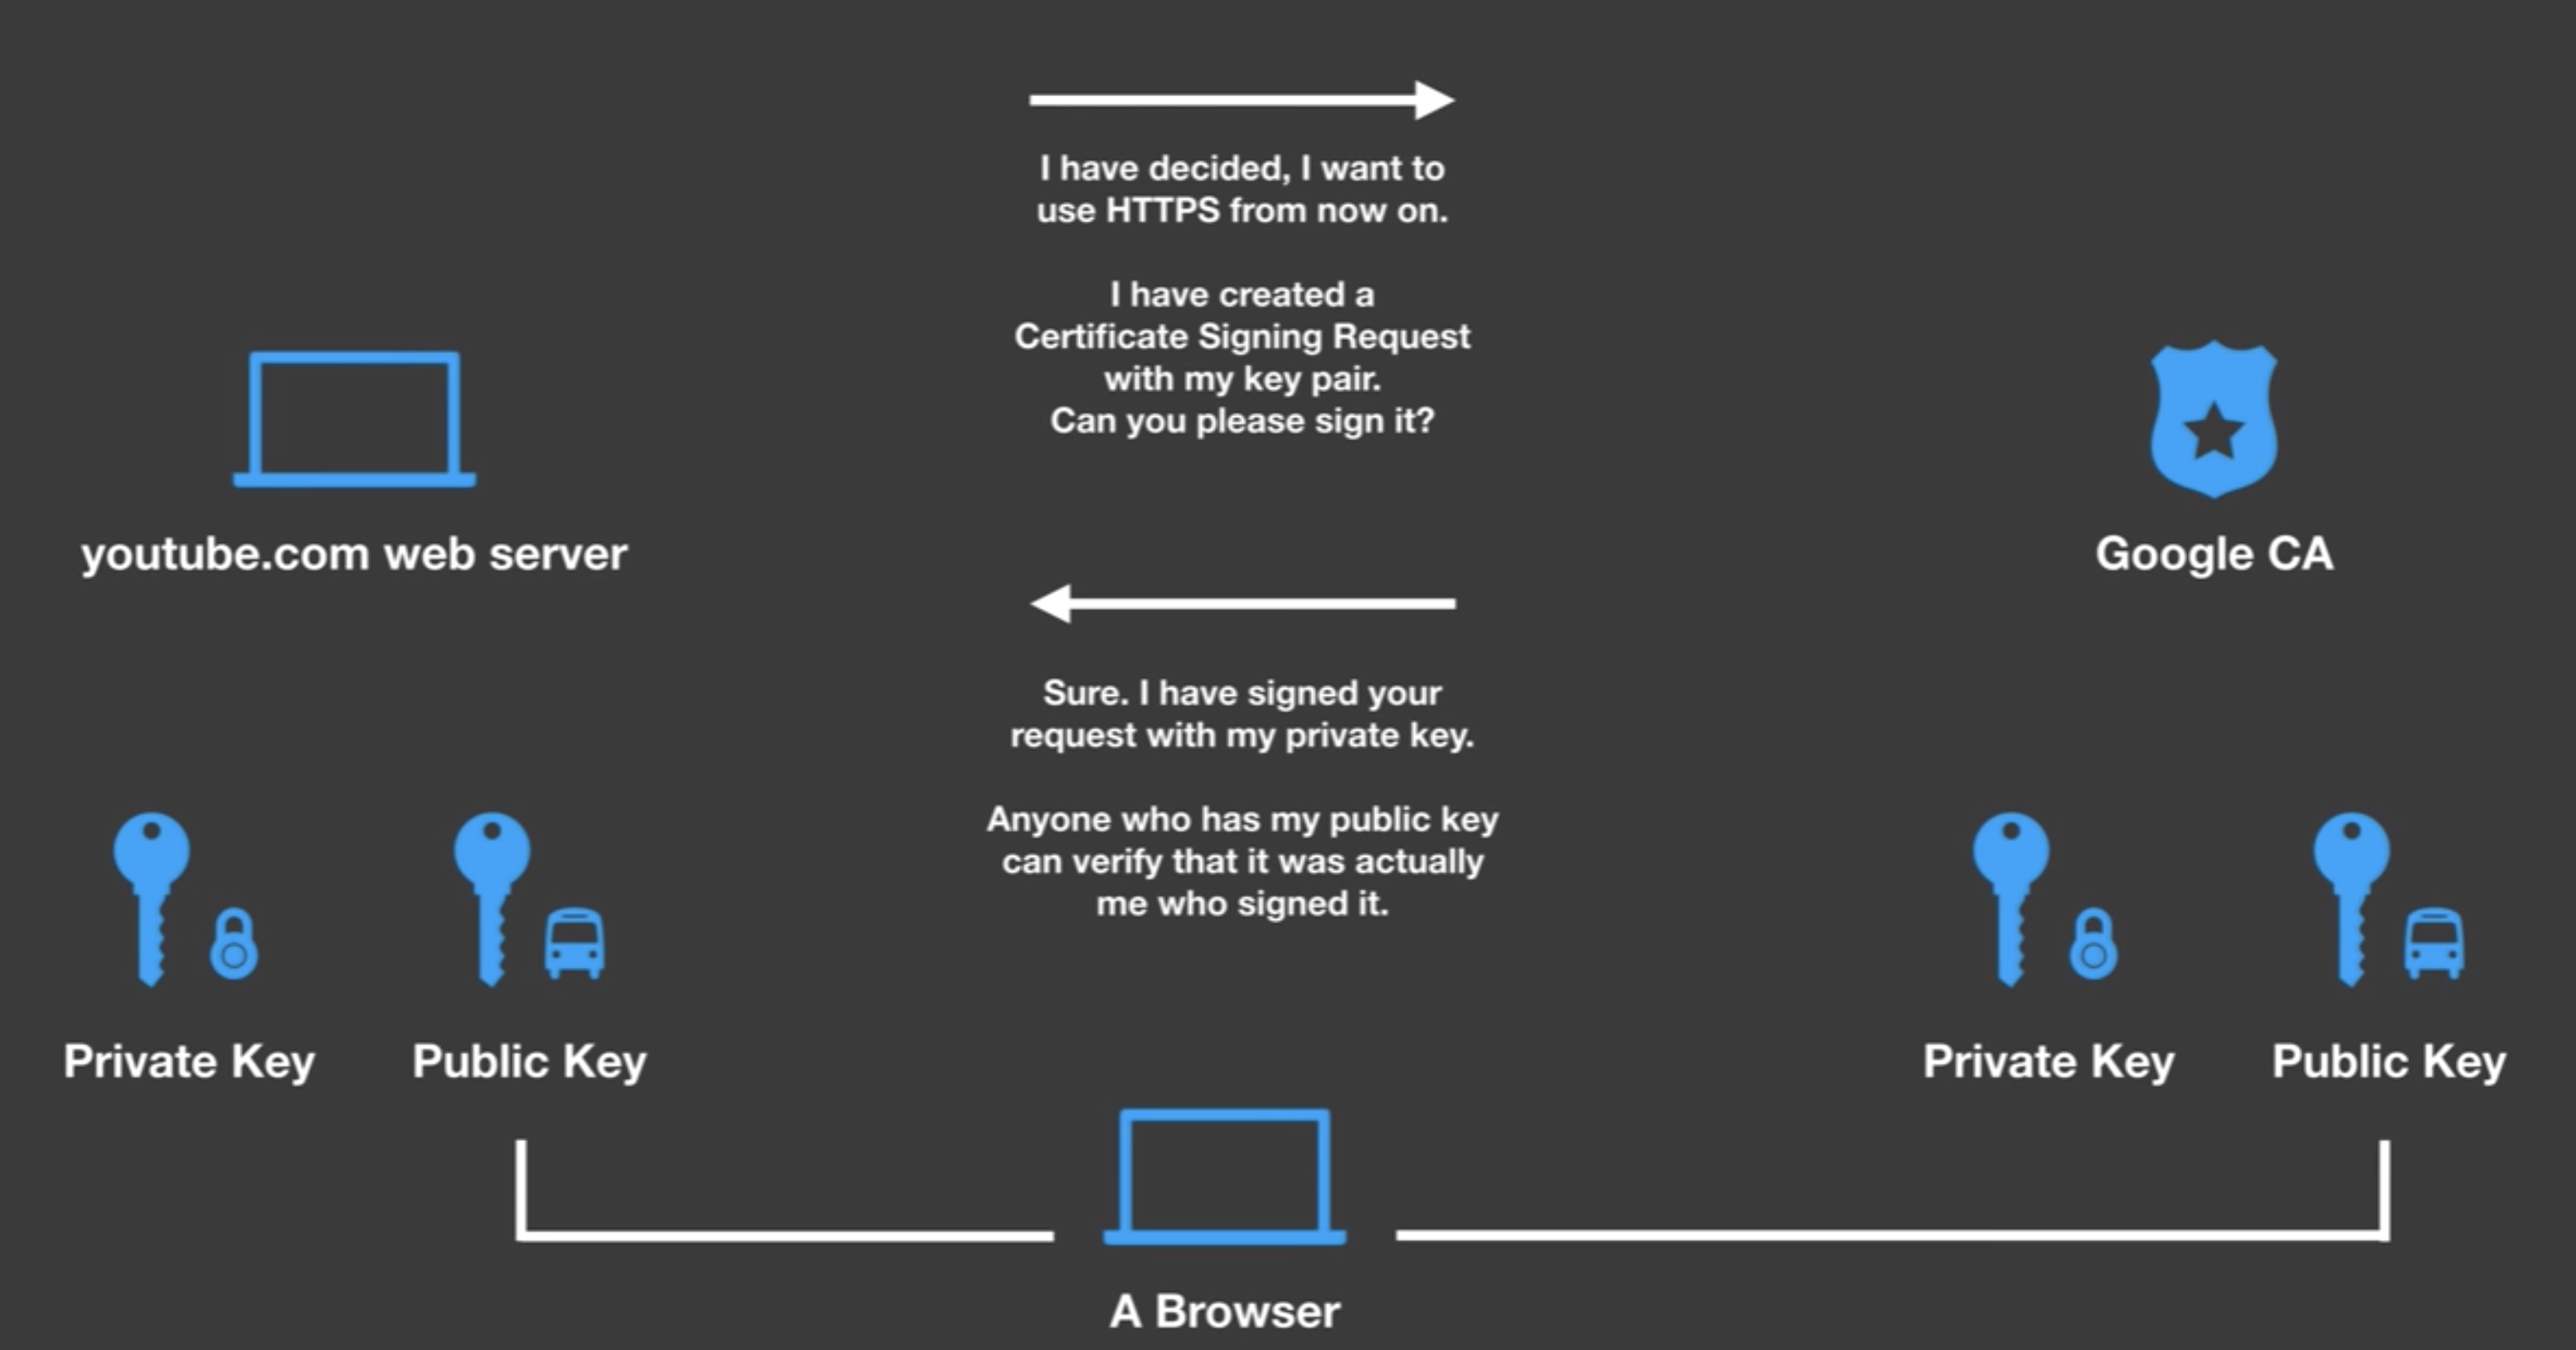 I have decided, I want to
use HTTPS from now on.
I have created a
Certificate Signing Request
with my key pair.
Can you please sign it?
youtube.com web server
Google CA
Sure. I have signed your
request with my private key.
Anyone who has my public key
can verify that it was actually
me who signed it.
Private Key
Public Key
Private Key
Public Key
A Browser